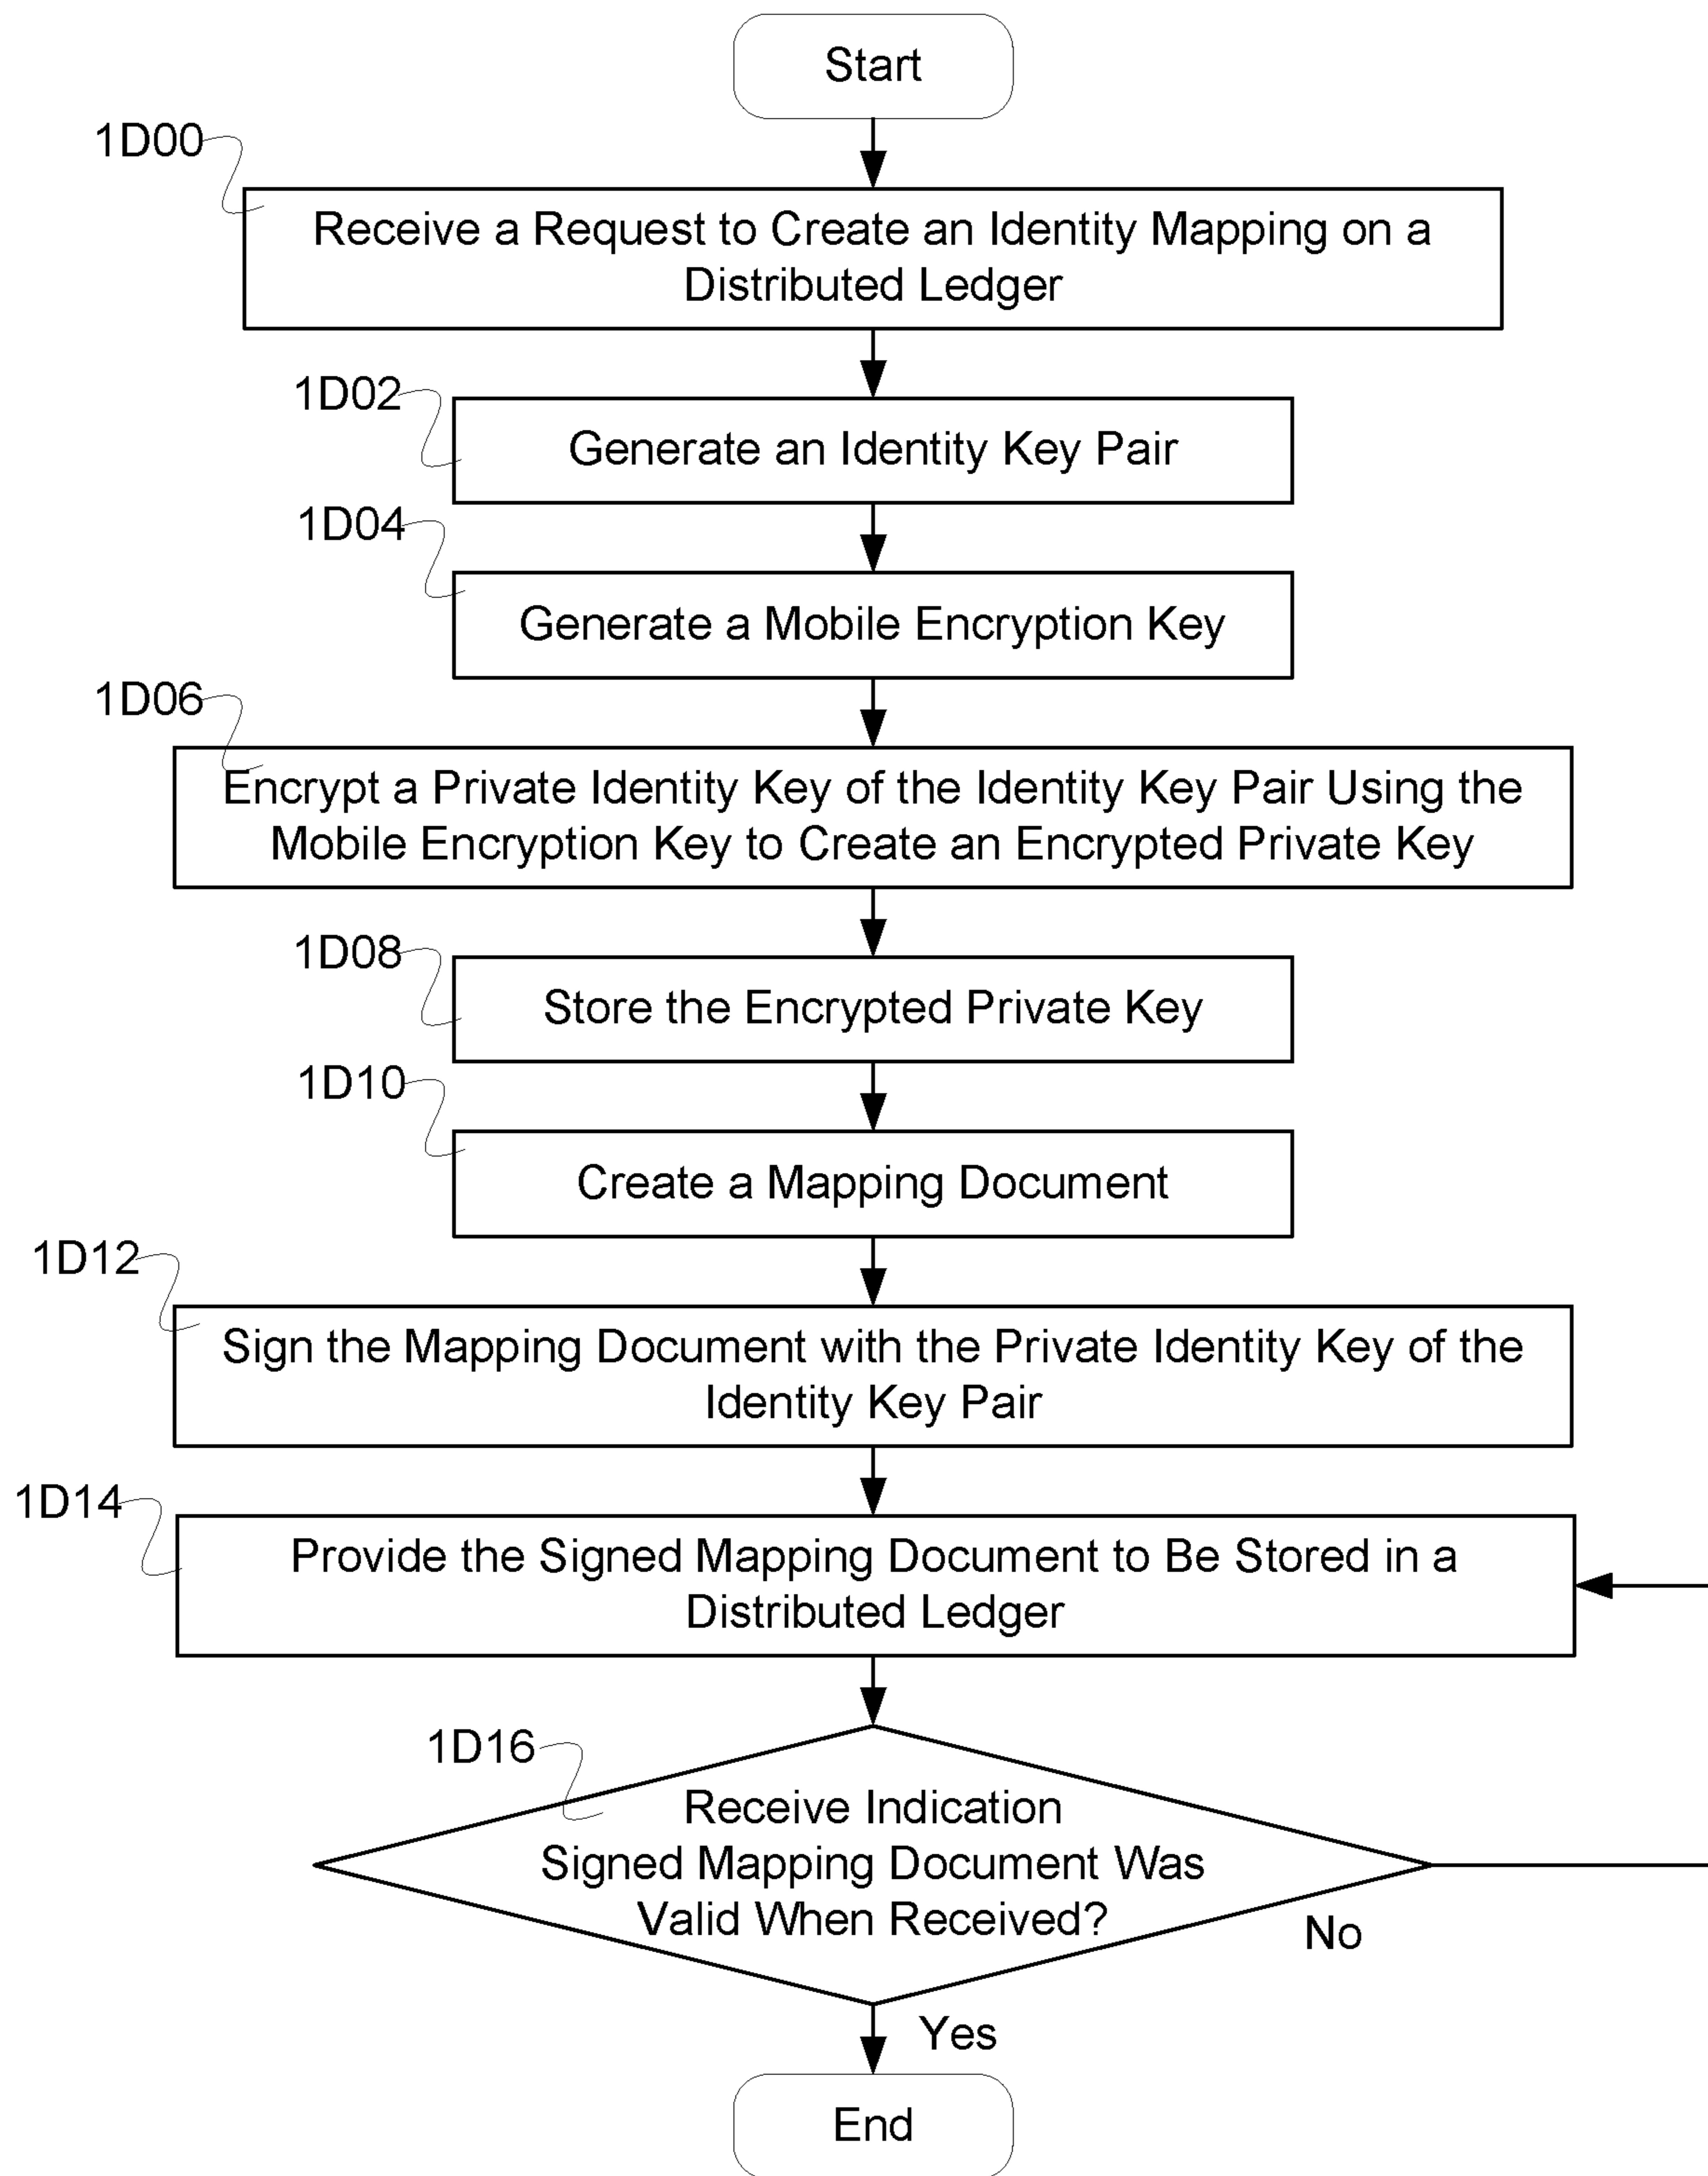 Start
1D00
Receive a Request to Create an Identity Mapping on a
Distributed Ledger
1D02
Generate an Identity Key Pair
1D04
Generate a Mobile Encryption Key
1D06
Encrypt a Private Identity Key of the Identity Key Pair Using the
Mobile Encryption Key to Create an Encrypted Private Key
1D08
Store the Encrypted Private Key
1D10
Create a Mapping Document
1D12
Sign the Mapping Document with the Private Identity Key of the
Identity Key Pair
1D14
Provide the Signed Mapping Document to Be Stored in a
Distributed Ledger
1D16
Receive Indication
Signed Mapping Document Was
Valid When Received?
No
Yes
End